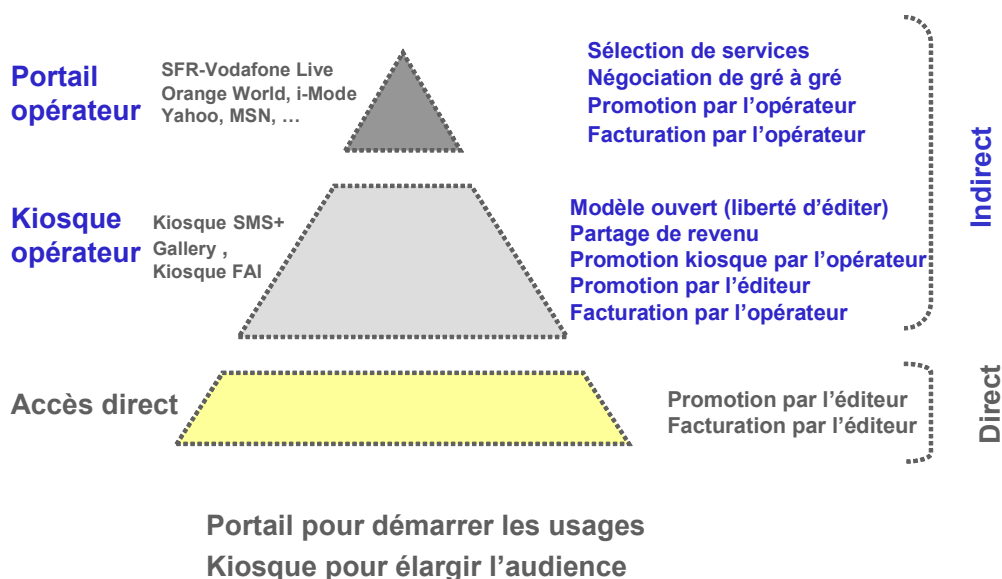 Portail
opérateur
SFR-Vodafone Live
Orange World, i-Mode
Yahoo, MSN, …
Sélection de services
Négociation de gré à gré
Promotion par l’opérateur
Facturation par l’opérateur
Indirect
Kiosque
opérateur
Kiosque SMS+
Gallery ,
Kiosque FAI
Modèle ouvert (liberté d’éditer)
Partage de revenu
Promotion kiosque par l’opérateur
Promotion par l’éditeur
Facturation par l’opérateur
Accès direct
Promotion par l’éditeur
Facturation par l’éditeur
Direct
Portail pour démarrer les usages
Kiosque pour élargir l’audience